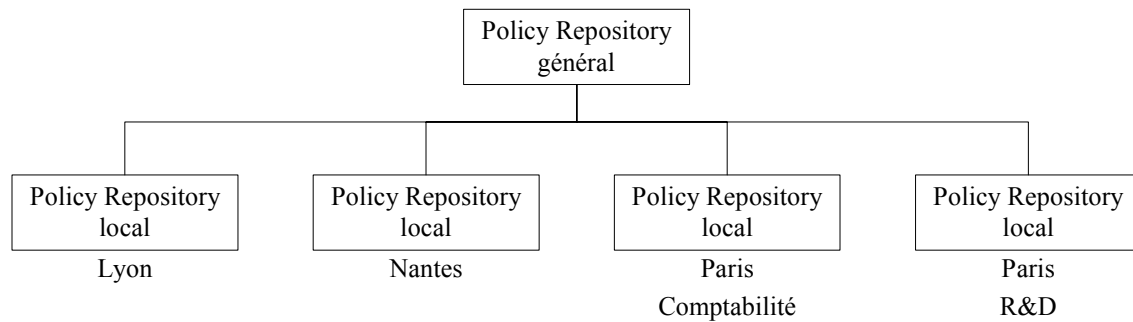 Policy Repository
général
Policy Repository
local
Lyon
Policy Repository
local
Nantes
Policy Repository
local
Paris
Comptabilité
Policy Repository
local
Paris
R&D